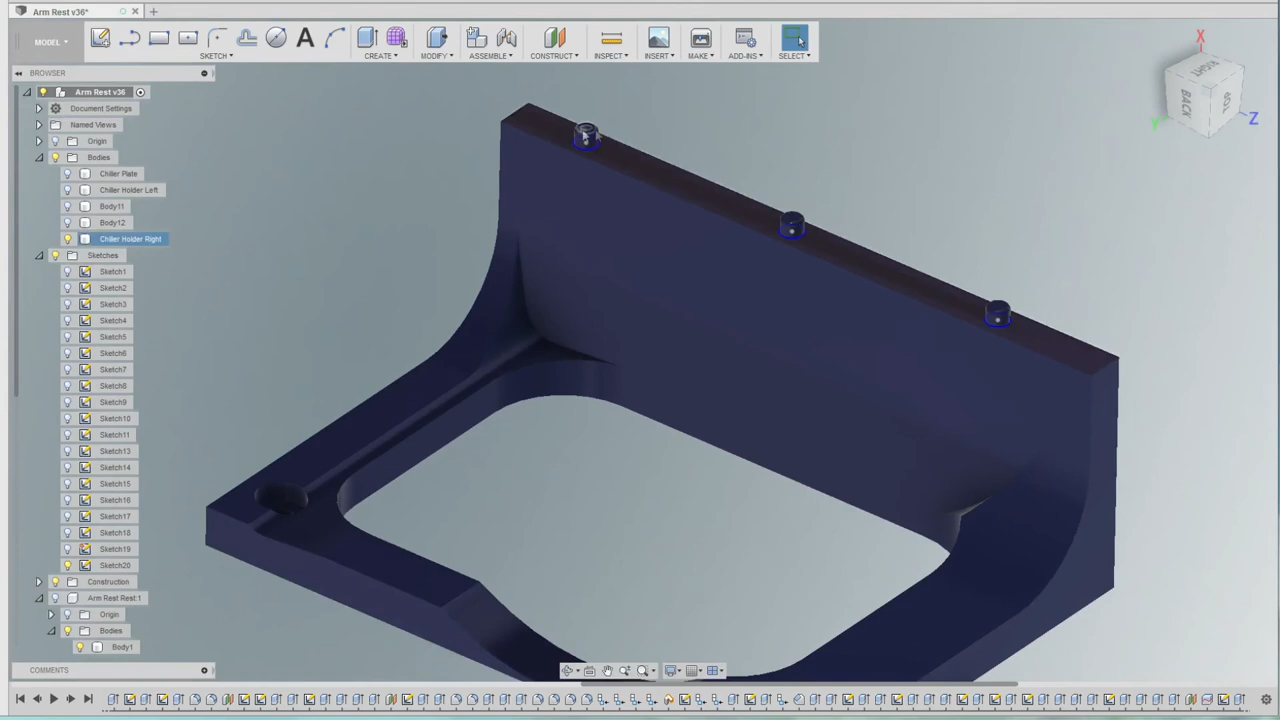 Arm Rest v36*
MODEL
SKETCH
CREATE
MODIFY
ASSEMBLE
CONSTRUCT
INSPECT
INSERT
MAKE
ADD-INS
SELECT
BROWSER
Arm Rest v36
Document Settings
Named Views
Origin
Bodies
Chiller Plate
Chiller Holder Left
Body11
Body12
Chiller Holder Right
Sketches
Sketch1
Sketch2
Sketch3
Sketch4
Sketch5
Sketch6
Sketch7
Sketch8
Sketch9
Sketch10
Sketch11
Sketch13
Sketch14
Sketch15
Sketch16
Sketch17
Sketch18
Sketch19
Sketch20
Construction
Arm Rest Rest:1
Origin
Bodies
Body1
COMMENTS
X
RIGHT
BACK
TOP
Y
Z